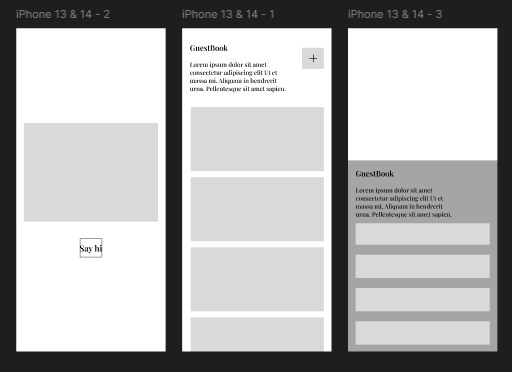 iPhone 13 & 14 - 2
Say hi
iPhone 13 & 14 - 1
GuestBook
+
Lorem ipsum dolor sit amet
consectetur adipiscing elit Ut et
massa mi. Aliquam in hendrerit
urna. Pellentesque sit amet sapien.
iPhone 13 & 14 - 3
GuestBook
Lorem ipsum dolor sit amet
consectetur adipiscing elit Ut et
massa mi. Aliquam in hendrerit
urna. Pellentesque sit amet sapien.